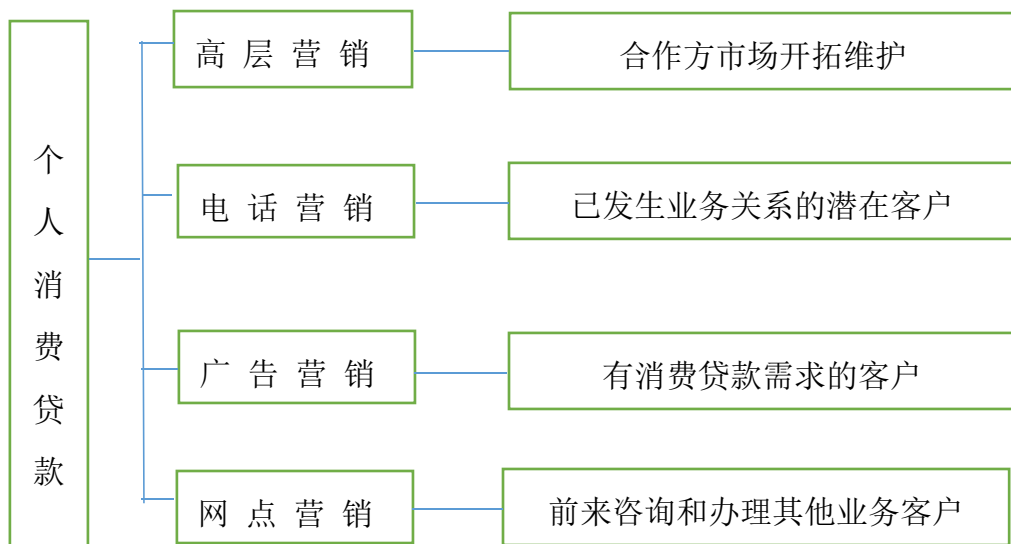 个人消费贷款
高层营销
合作方市场开拓维护
电话营销
已发生业务关系的潜在客户
广告营销
有消费贷款需求的客户
网点营销
前来咨询和办理其他业务客户